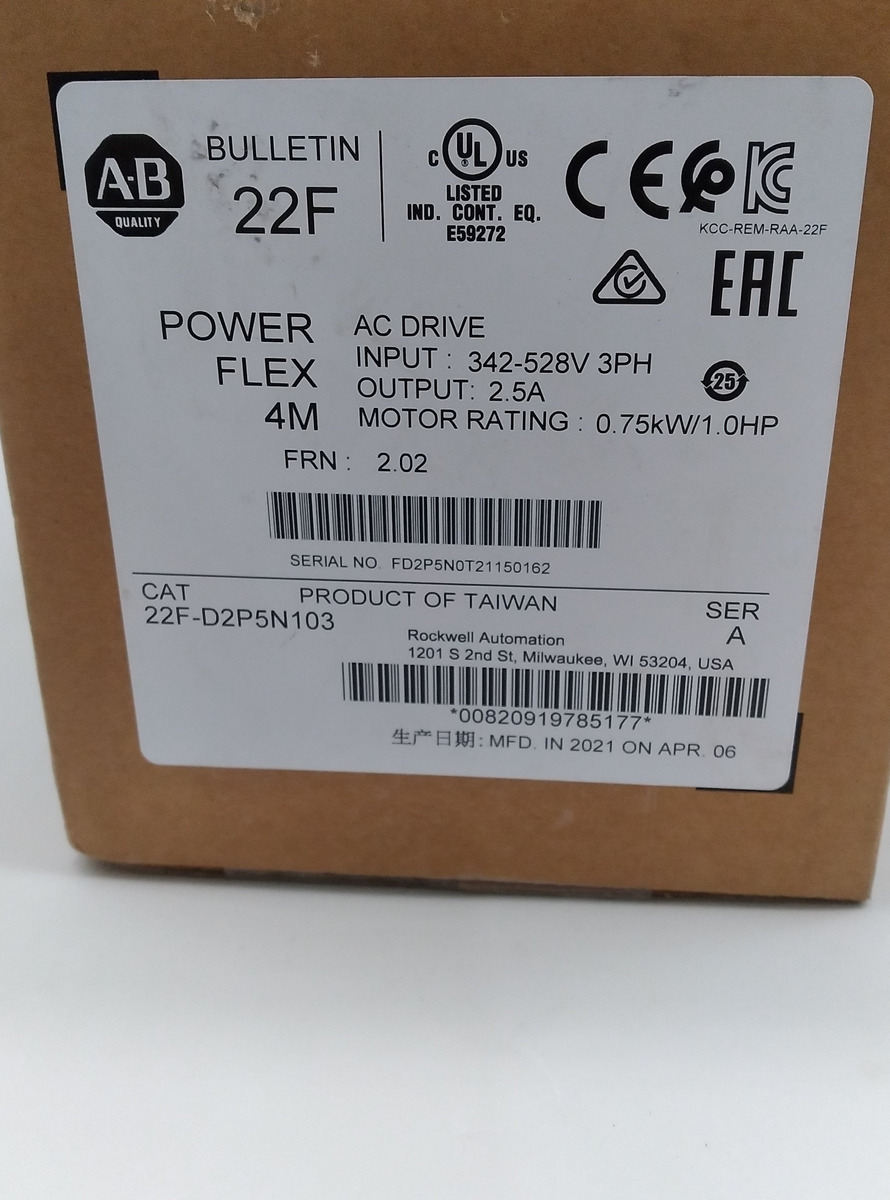 A-B
QUALITY
BULLETIN
22F
C UL US
LISTED
IND. CONT. EQ.
E59272
CE
KC
KCC-REM-RAA-22F
EAC
POWER
FLEX
4M
AC DRIVE
INPUT : 342-528V 3PH
OUTPUT: 2.5A
MOTOR RATING : 0.75kW/1.0HP
25
FRN : 2.02
SERIAL NO. FD2P5N0T21150162
CAT
22F-D2P5N103
PRODUCT OF TAIWAN
SER
A
Rockwell Automation
1201 S 2nd St, Milwaukee, WI 53204, USA
*00820919785177*
生产日期: MFD. IN 2021 ON APR. 06